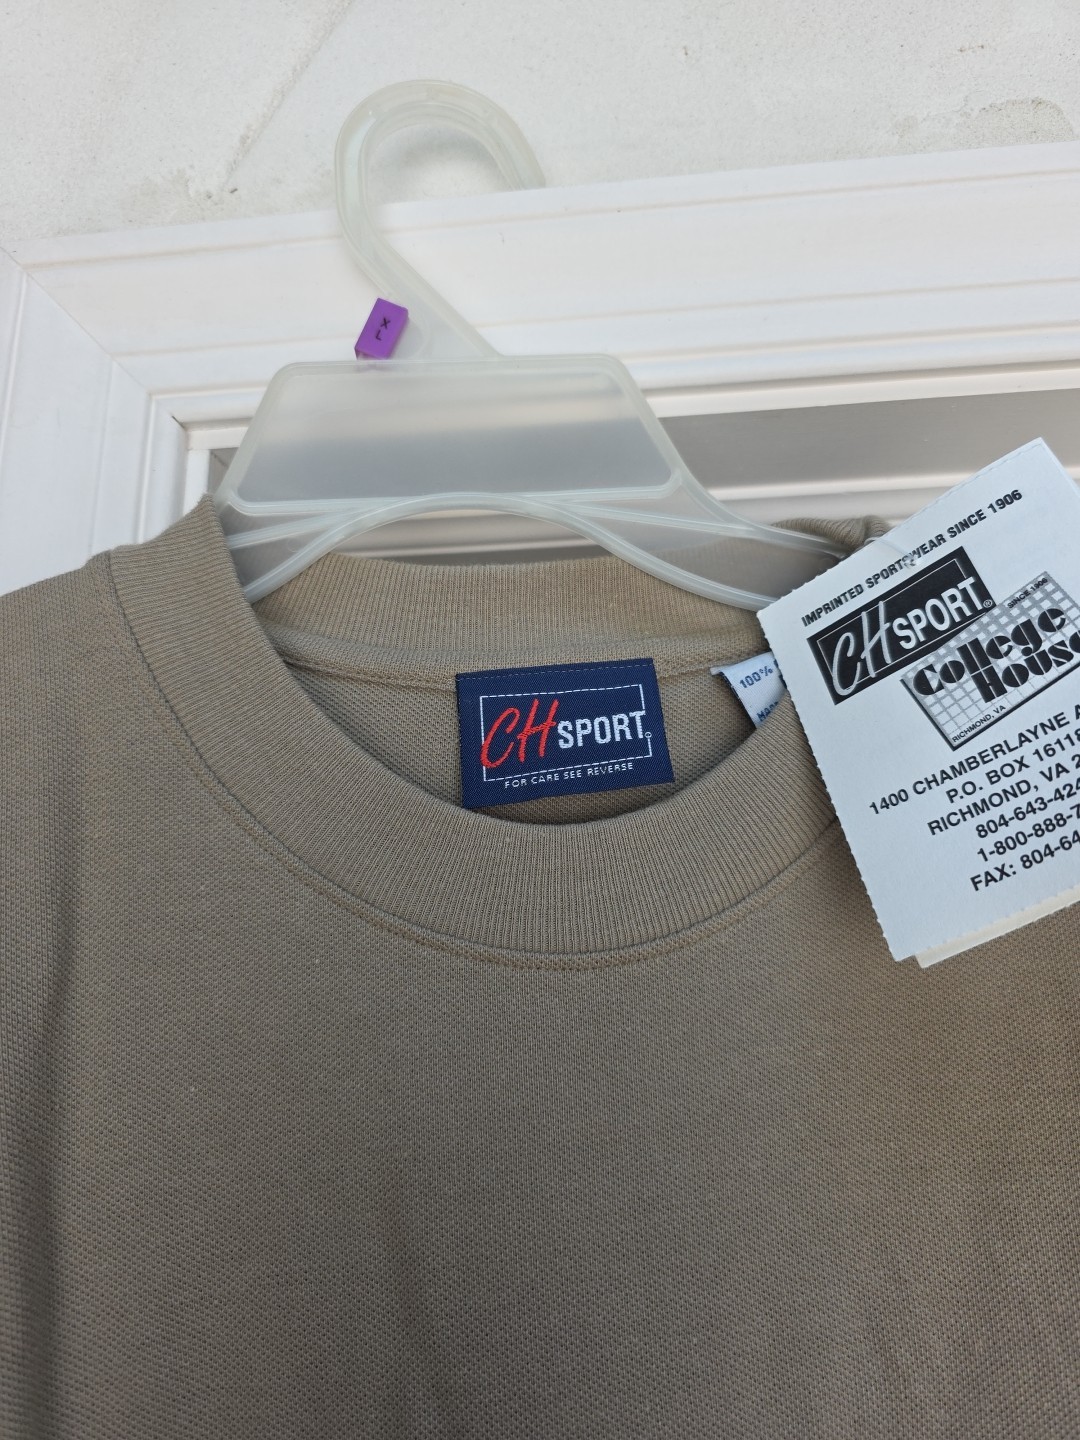 XL
IMPRINTED SPORTSWEAR SINCE 1906
CH SPORT®
SINCE 1906
College
House
RICHMOND, VA
1400 CHAMBERLAYNE A
P.O. BOX 16118
RICHMOND, VA 2
804-643-424
1-800-888-7
FAX: 804-64
CH SPORT
FOR CARE SEE REVERSE
100%